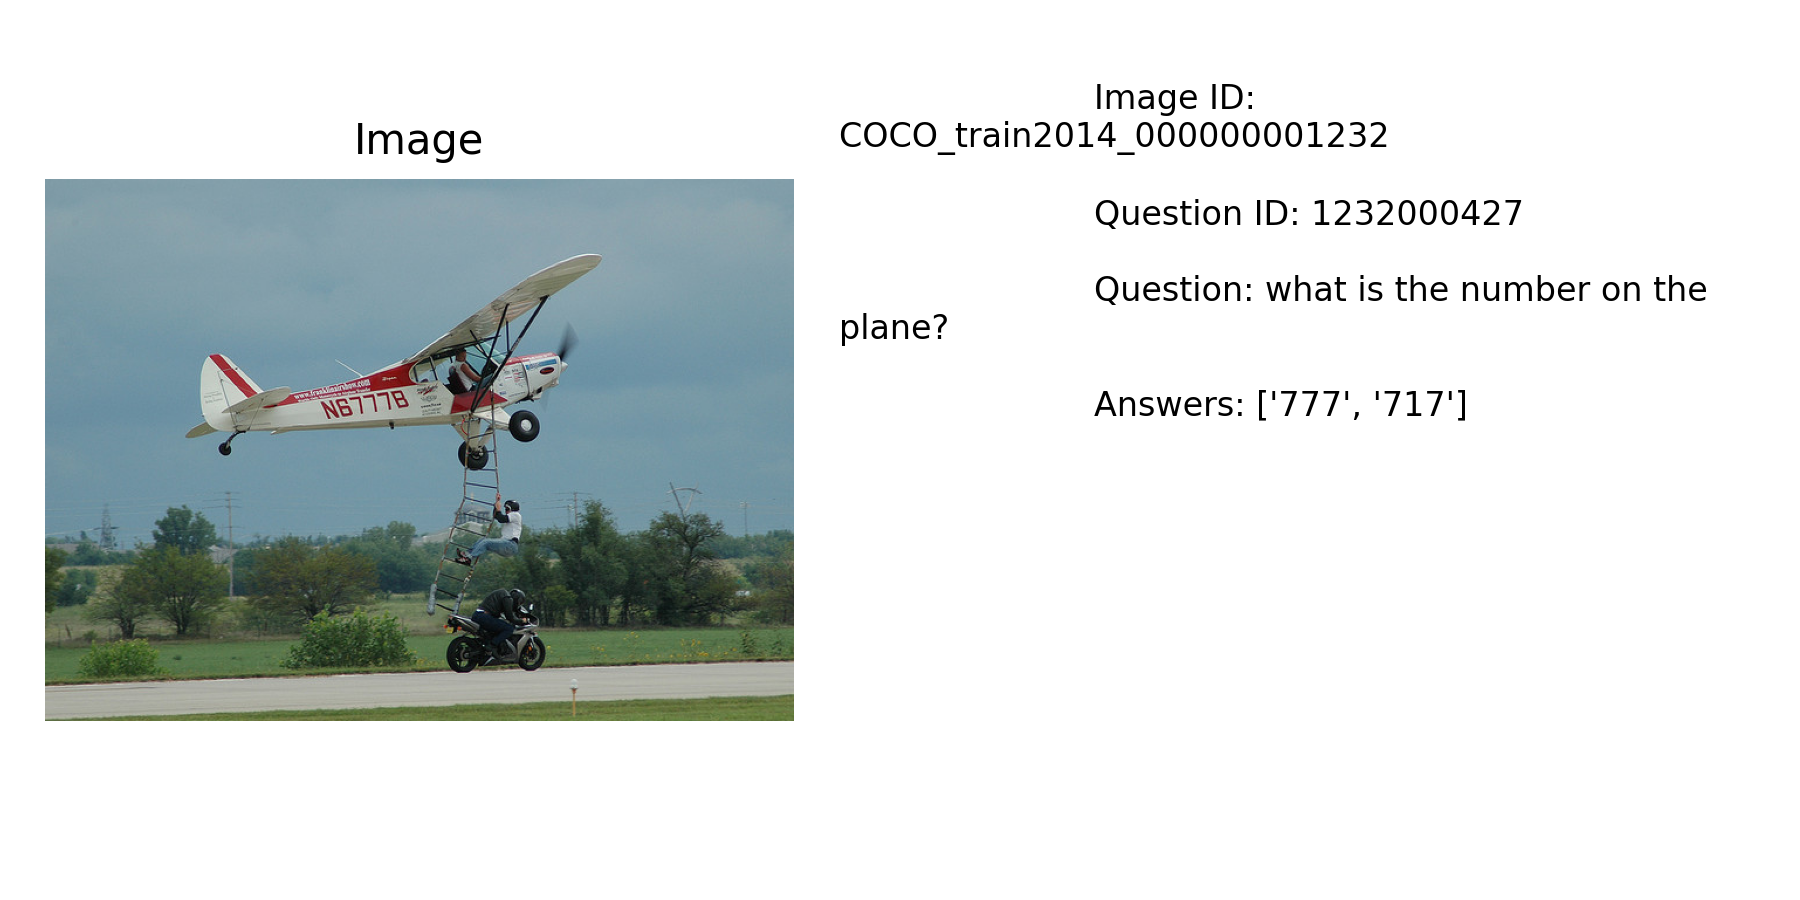 Image
www.franklinairshow.com
N6777B
Image ID:
COCO_train2014_000000001232
Question ID: 1232000427
Question: what is the number on the
plane?
Answers: ['777', '717']